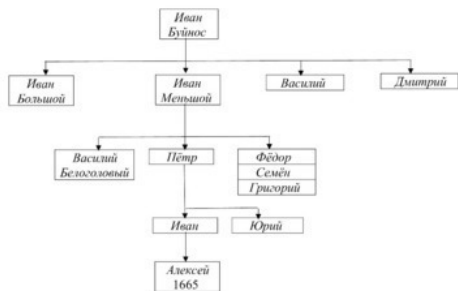 Иван
Буйнос
Иван
Большой
Иван
Меньшой
Василий
Дмитрий
Василий
Белоголовый
Пётр
Фёдор
Семён
Григорий
Иван
Юрий
Алексей
1665